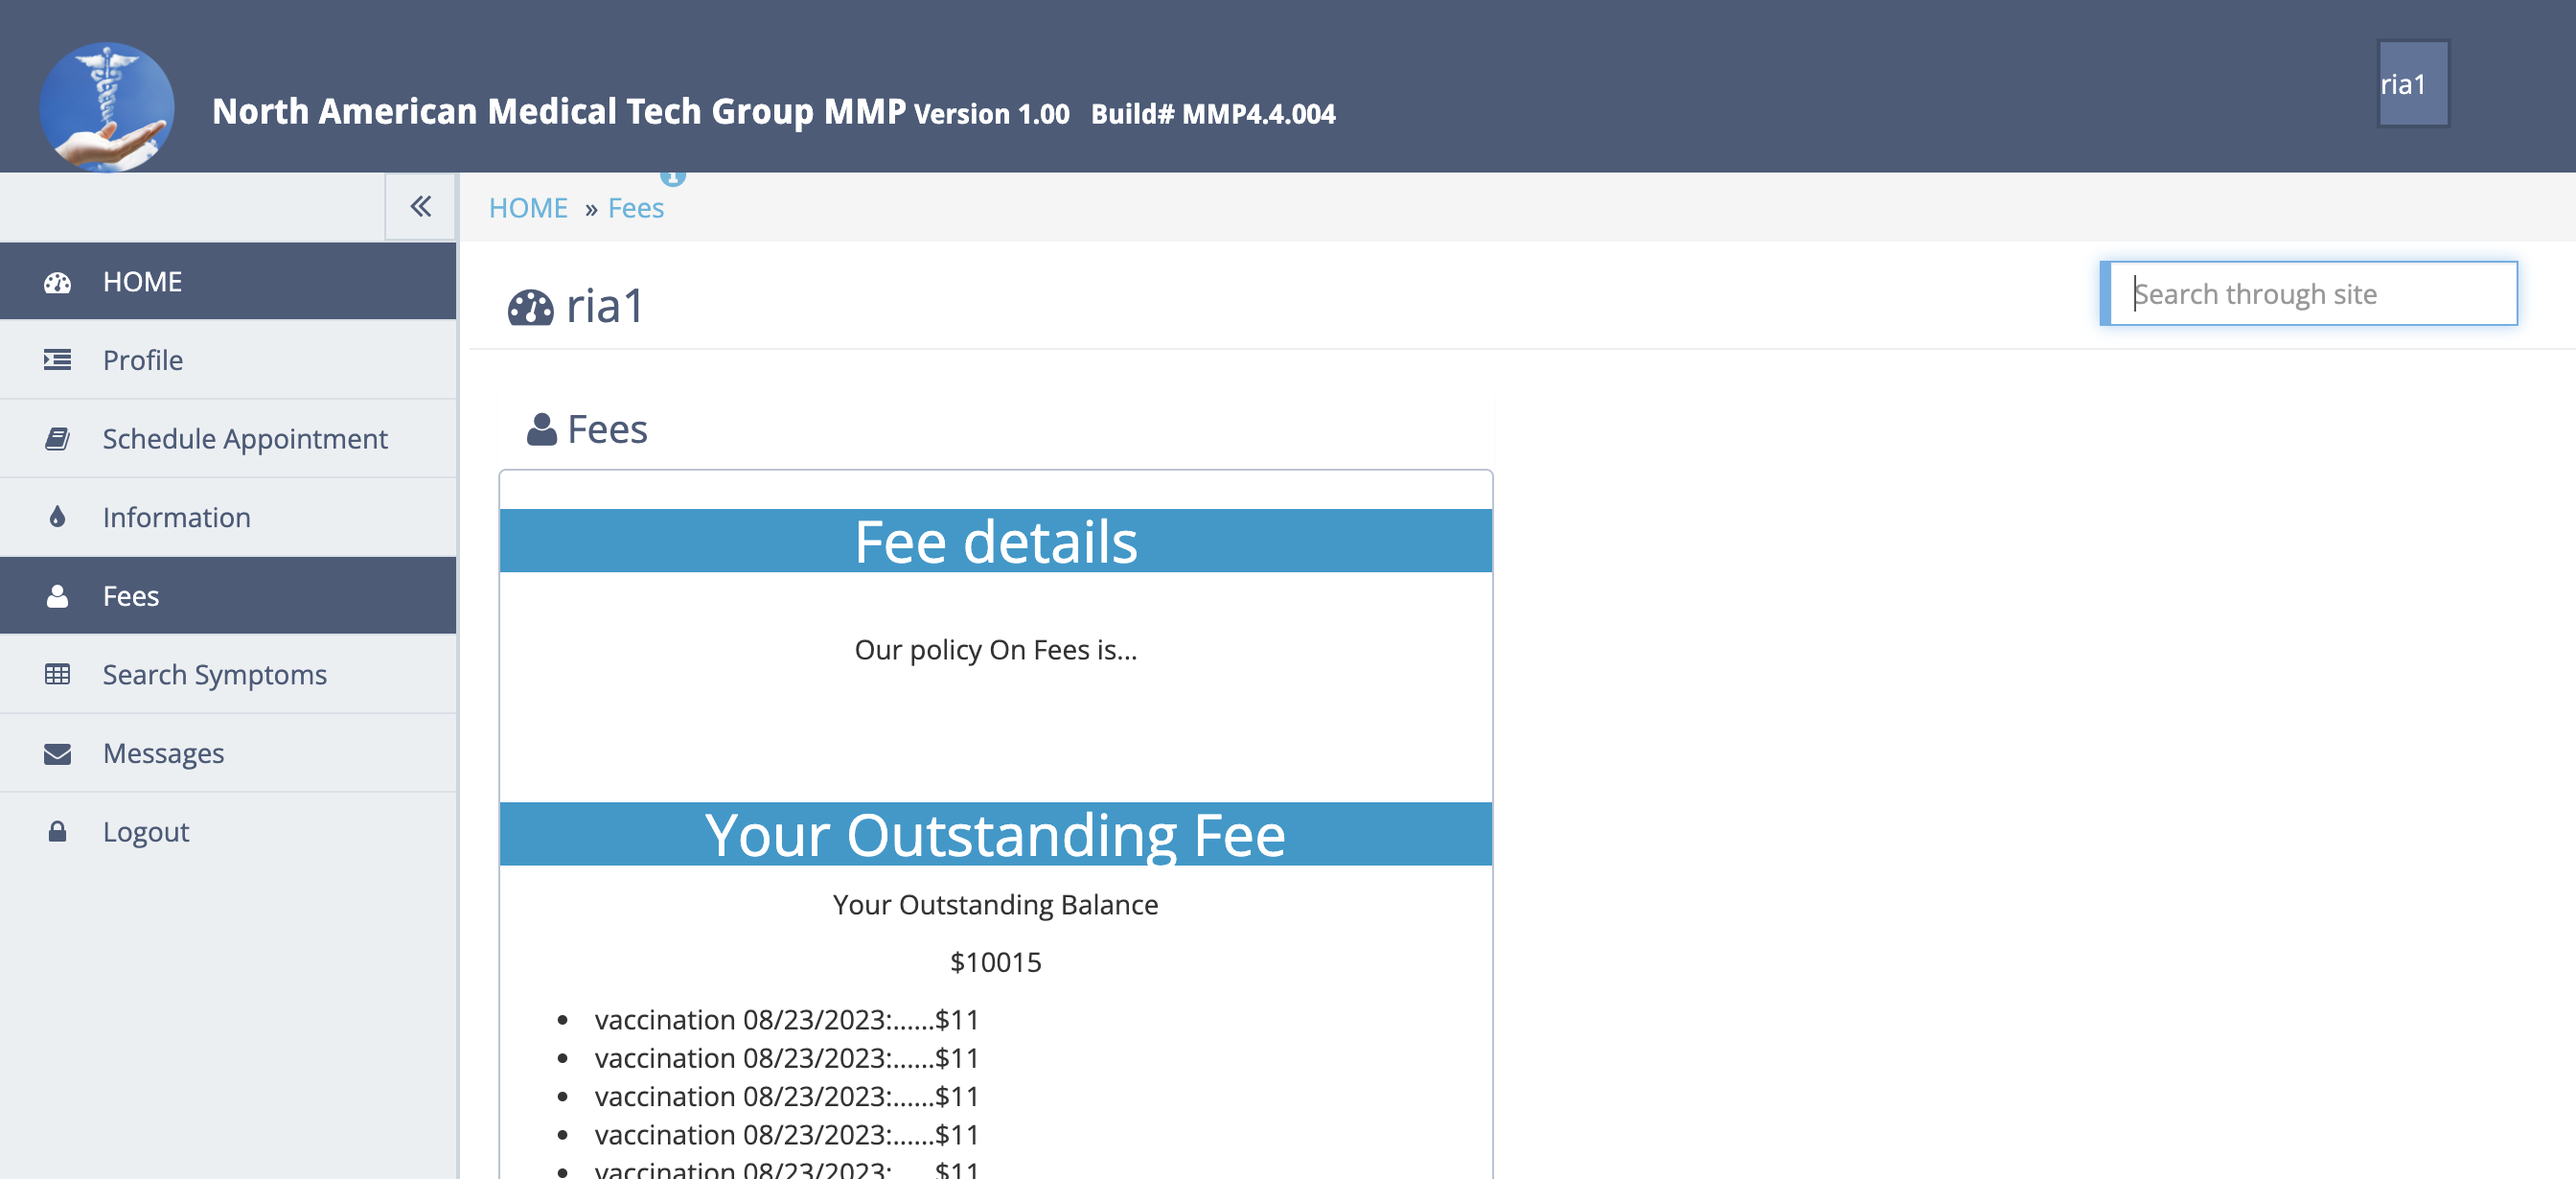 North American Medical Tech Group MMP Version 1.00 Build# MMP4.4.004
ria1
HOME » Fees
HOME
Profile
Schedule Appointment
Information
Fees
Search Symptoms
Messages
Logout
ria1
Search through site
Fees
Fee details
Our policy On Fees is...
Your Outstanding Fee
Your Outstanding Balance
$10015
vaccination 08/23/2023:......$11
vaccination 08/23/2023:......$11
vaccination 08/23/2023:......$11
vaccination 08/23/2023:......$11
vaccination 08/23/2023: $11